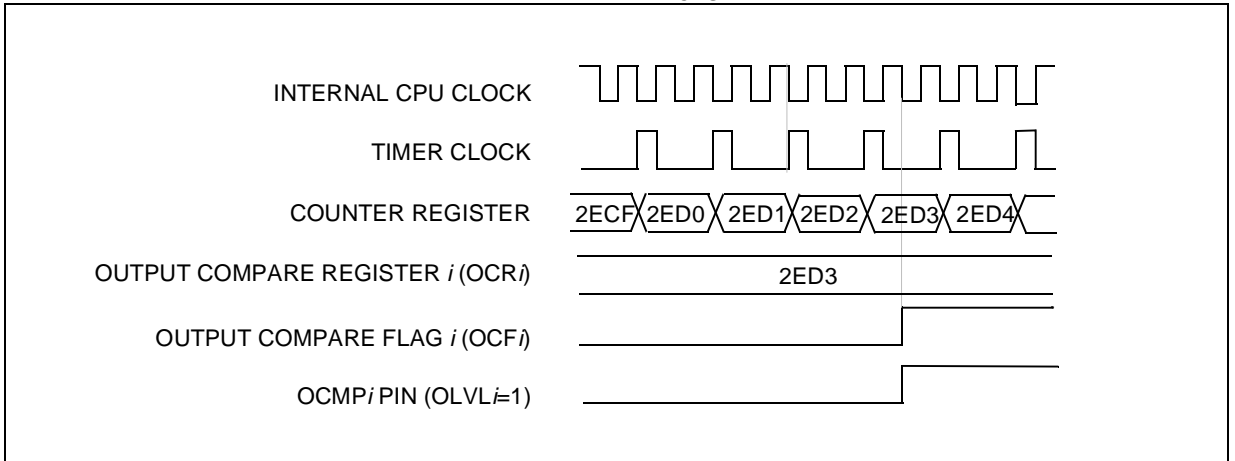 INTERNAL CPU CLOCK
TIMER CLOCK
COUNTER REGISTER
2ECF 2ED0 2ED1 2ED2 2ED3 2ED4
OUTPUT COMPARE REGISTER i (OCRi)
2ED3
OUTPUT COMPARE FLAG i (OCFi)
OCMPi PIN (OLVLi=1)